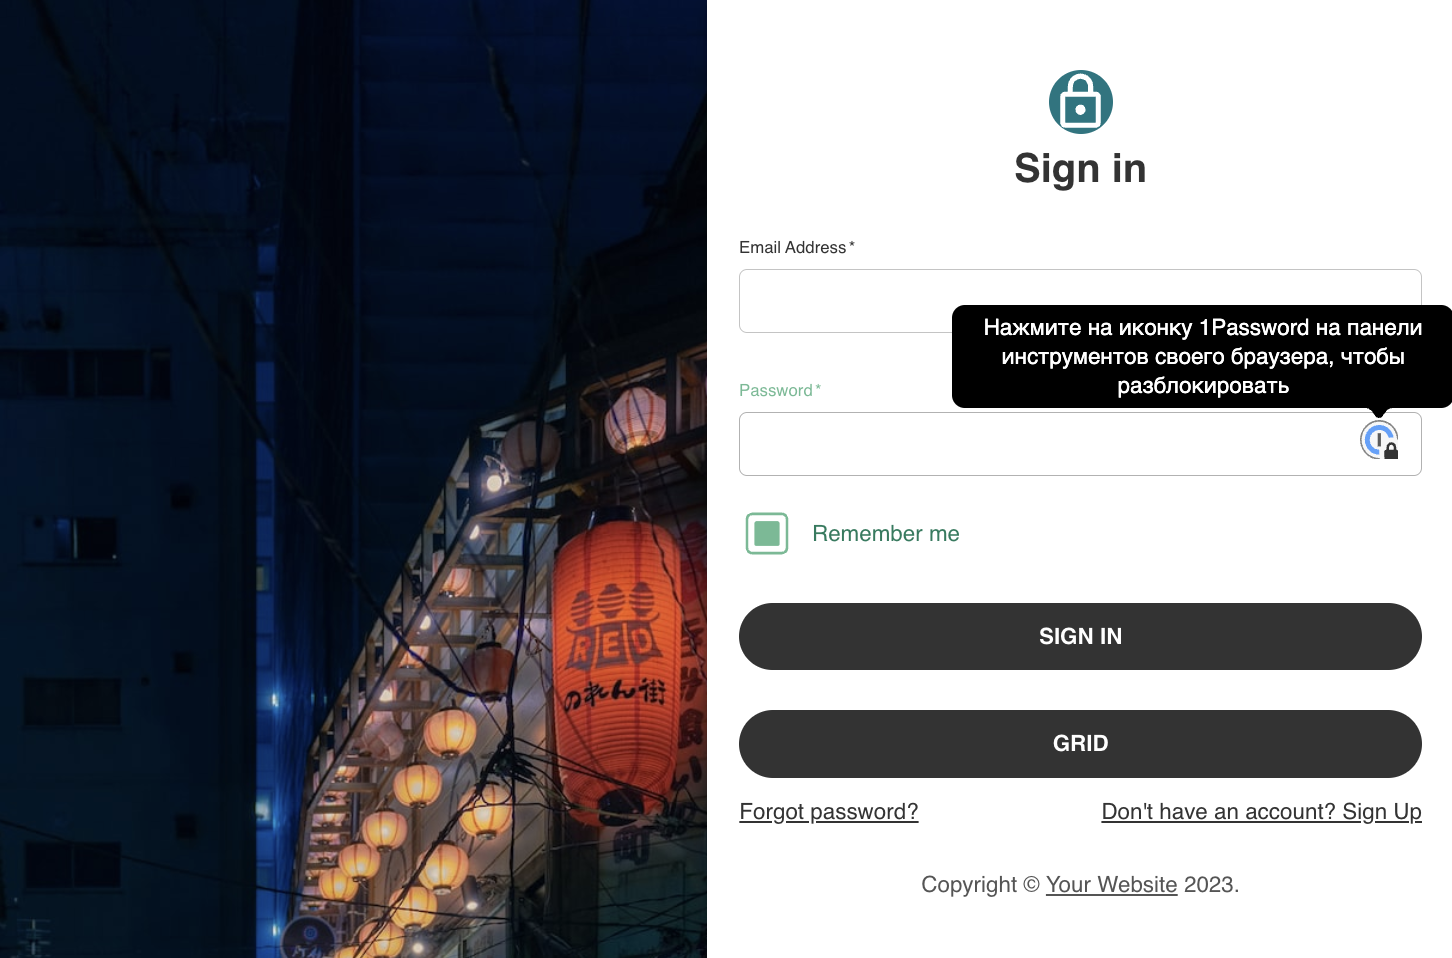 Sign in
Email Address *
Нажмите на иконку 1Password на панели
инструментов своего браузера, чтобы
разблокировать
Password *
Remember me
SIGN IN
GRID
Forgot password?
Don't have an account? Sign Up
Copyright © Your Website 2023.
RED
のれん街